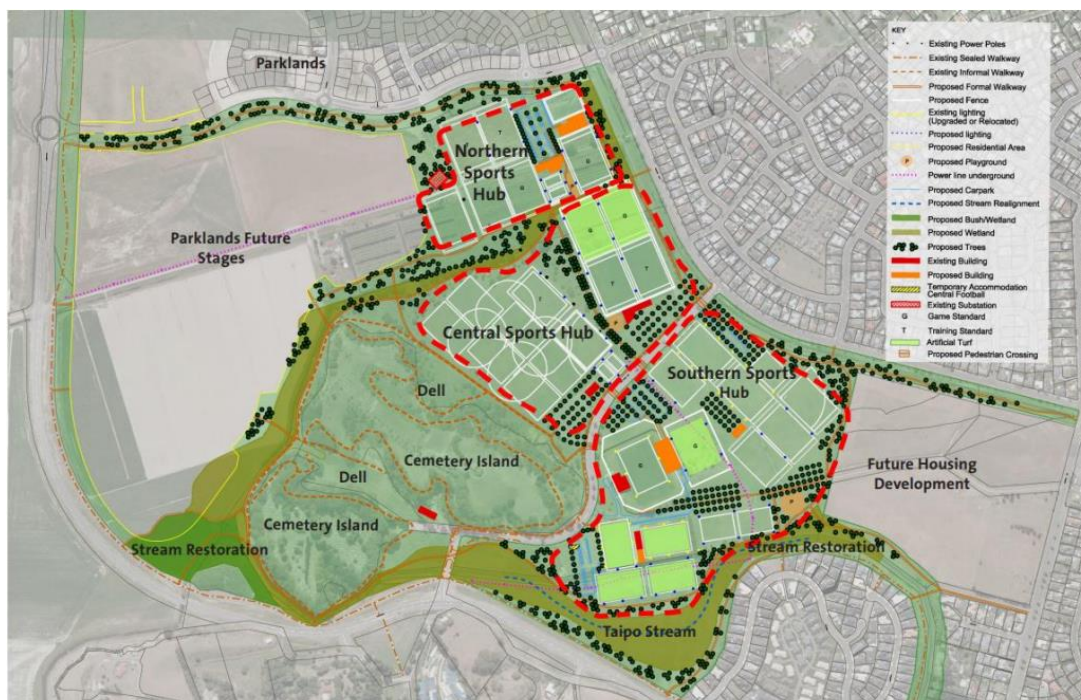 Parklands
Northern
Sports
Hub
Parklands Future
Stages
Central Sports Hub
Southern Sports
Hub
Dell
Cemetery Island
Dell
Cemetery Island
Future Housing
Development
Stream Restoration
Stream Restoration
Taipo Stream
KEY
Existing Power Poles
Existing Sealed Walkway
Existing Informal Walkway
Proposed Formal Walkway
Proposed Fence
Existing lighting
(Upgraded or Relocated)
Proposed lighting
Proposed Residential Area
P Proposed Playground
Power line underground
Proposed Carpark
Proposed Stream Realignment
Proposed Bush/Wetland
Proposed Wetland
Proposed Trees
Existing Building
Proposed Building
Temporary Accommodation
Central Football
Existing Substation
G Game Standard
T Training Standard
Artificial Turf
Proposed Pedestrian Crossing